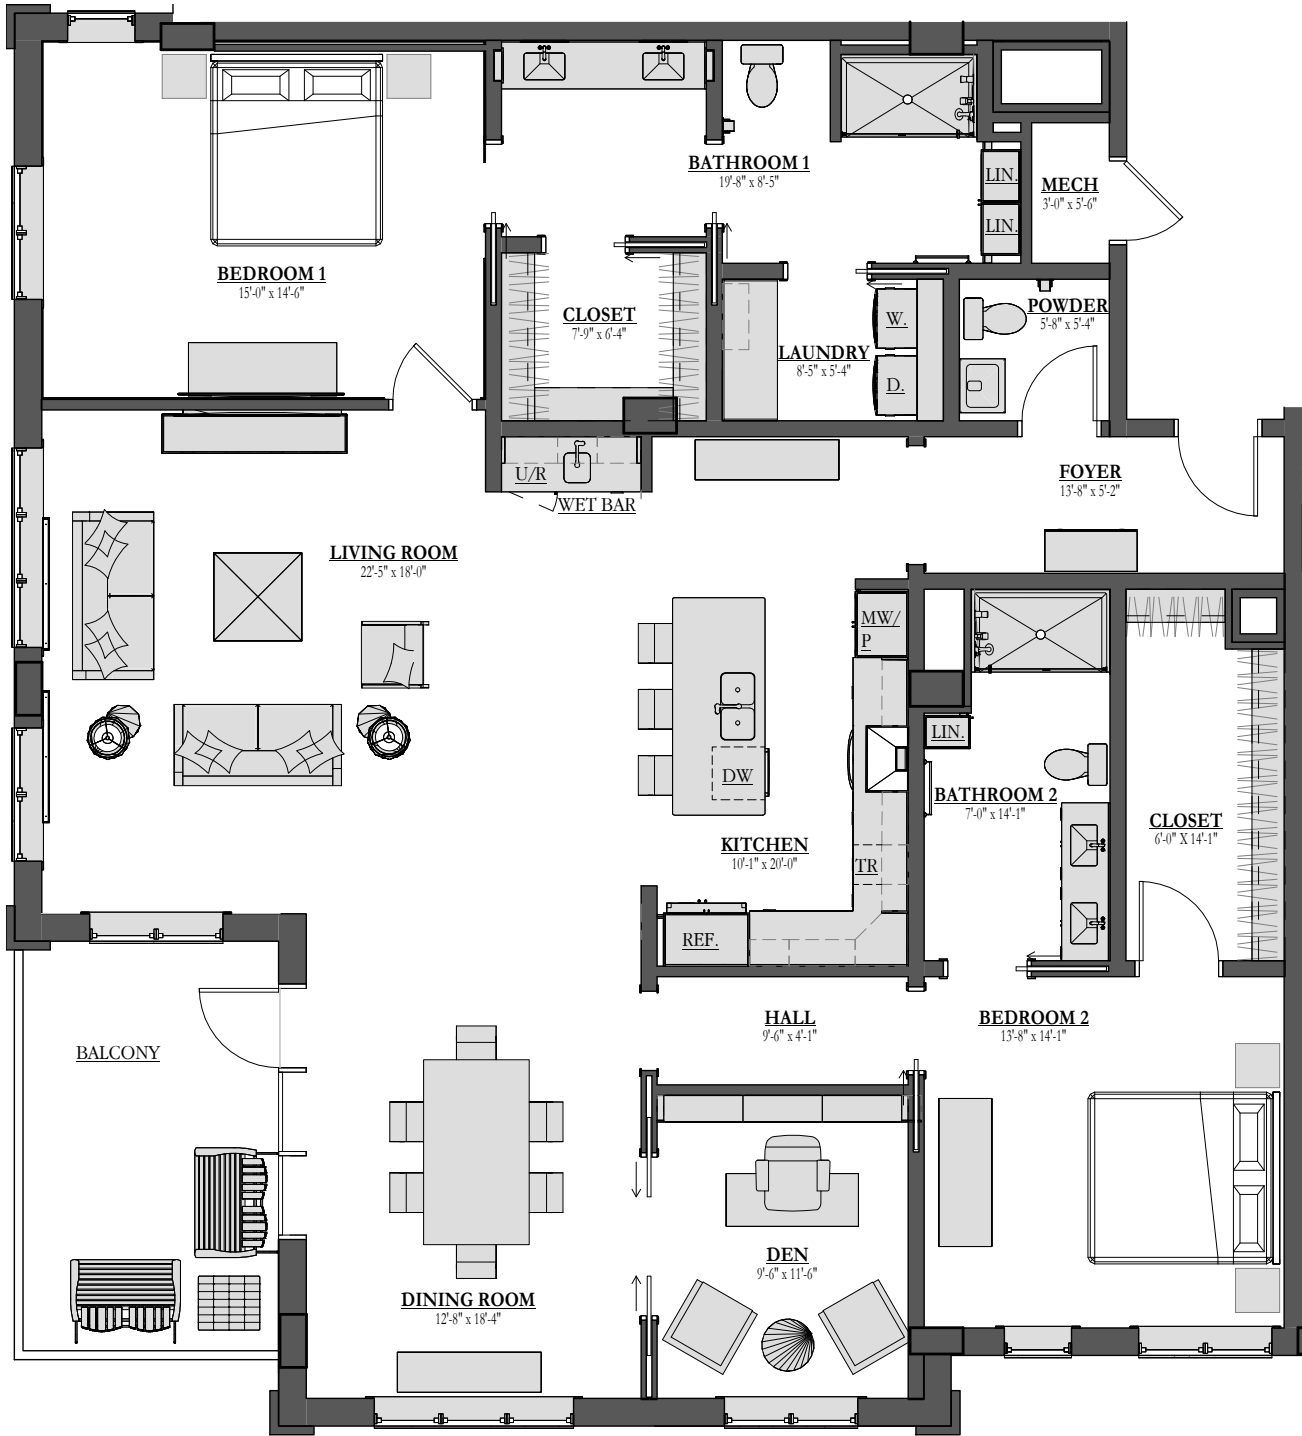 BATHROOM 1
19'-8" x 8'-5"
LIN.
LIN.
MECH
3'-0" x 5'-6"
BEDROOM 1
15'-0" x 14'-6"
CLOSET
7'-9" x 6'-4"
W.
D.
LAUNDRY
8'-5" x 5'-4"
POWDER
5'-8" x 5'-4"
U/R
WET BAR
FOYER
13'-8" x 5'-2"
LIVING ROOM
22'-5" x 18'-0"
MW/
P
LIN.
DW
BATHROOM 2
7'-0" x 14'-1"
CLOSET
6'-0" X 14'-1"
KITCHEN
10'-1" x 20'-0"
TR
REF.
HALL
9'-6" x 4'-1"
BEDROOM 2
13'-8" x 14'-1"
BALCONY
DEN
9'-6" x 11'-6"
DINING ROOM
12'-8" x 18'-4"